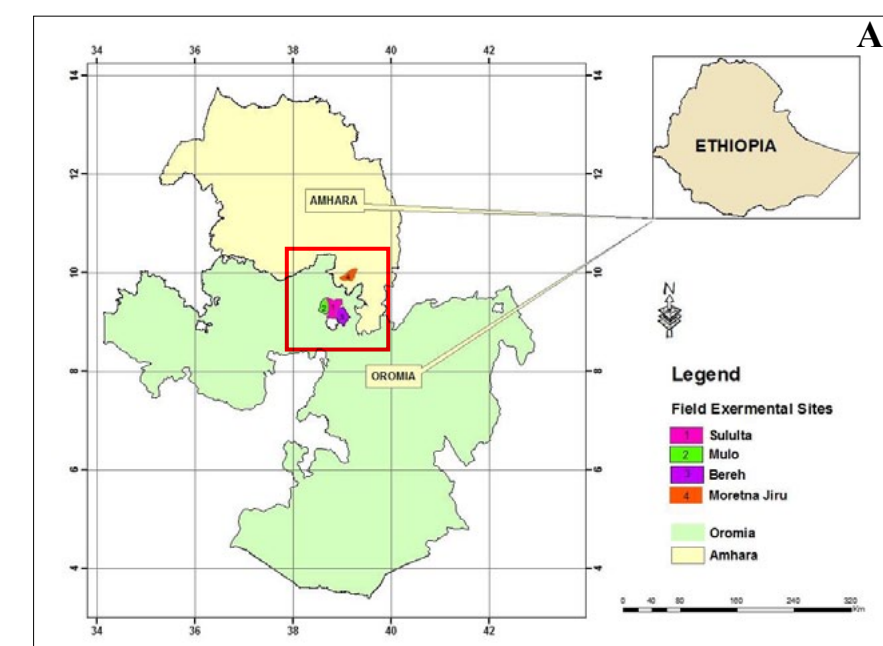 A
34 36 38 40 42
14 14
ETHIOPIA
12 12
AMHARA
10 10
N
8 8
OROMIA
Legend
Field Exermental Sites
1 Sululta
2 Mulo
3 Bereh
4 Moretna Jiru
6 6
Oromia
Amhara
4 4
0 40 80 160 240 320
Km
34 36 38 40 42